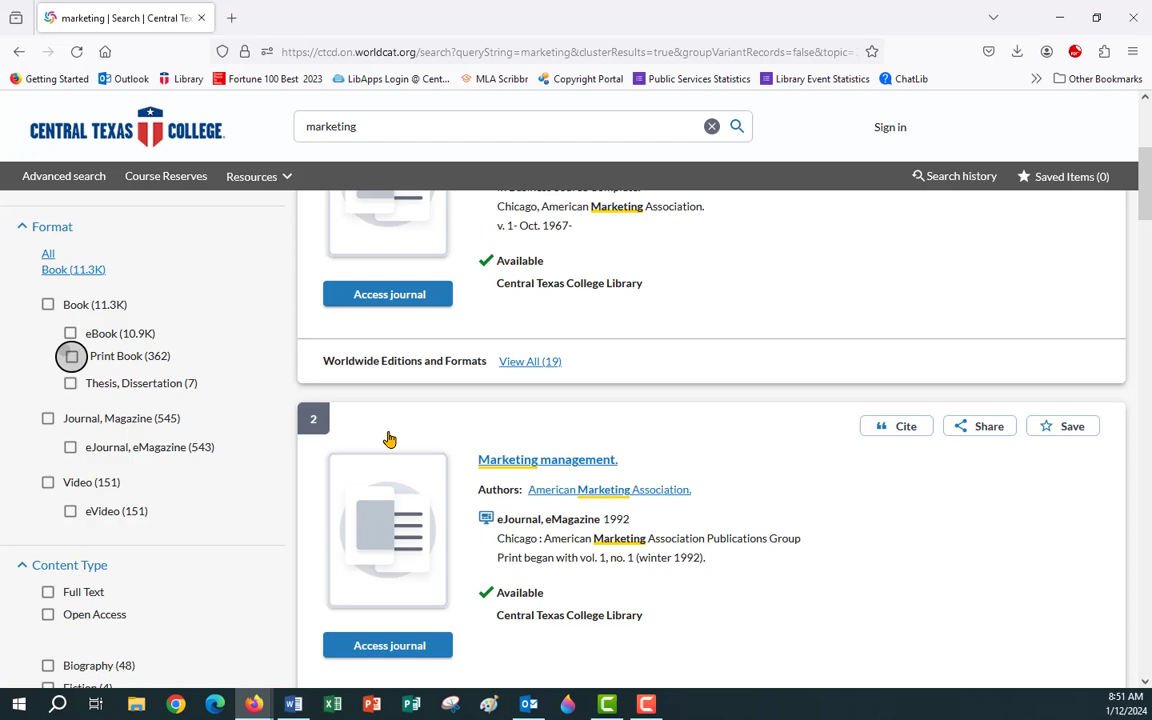 marketing | Search | Central Tex
https://ctcd.on.worldcat.org/search?queryString=marketing&clusterResults=true&groupVariantRecords=false&topic=
Getting Started
Outlook
Library
Fortune 100 Best 2023
LibApps Login @ Cent...
MLA Scribbr
Copyright Portal
Public Services Statistics
Library Event Statistics
ChatLib
Other Bookmarks
CENTRAL TEXAS COLLEGE
marketing
Sign in
Advanced search
Course Reserves
Resources
Search history
Saved Items (0)
Format
All
Book (11.3K)
Book (11.3K)
eBook (10.9K)
Print Book (362)
Thesis, Dissertation (7)
Journal, Magazine (545)
eJournal, eMagazine (543)
Video (151)
eVideo (151)
Content Type
Full Text
Open Access
Biography (48)
Fiction (4)
in Business Source Complete.
Chicago, American Marketing Association.
v. 1- Oct. 1967-
Available
Central Texas College Library
Access journal
Worldwide Editions and Formats View All (19)
2
Cite
Share
Save
Marketing management.
Authors: American Marketing Association.
eJournal, eMagazine 1992
Chicago : American Marketing Association Publications Group
Print began with vol. 1, no. 1 (winter 1992).
Available
Central Texas College Library
Access journal
8:51 AM
1/12/2024